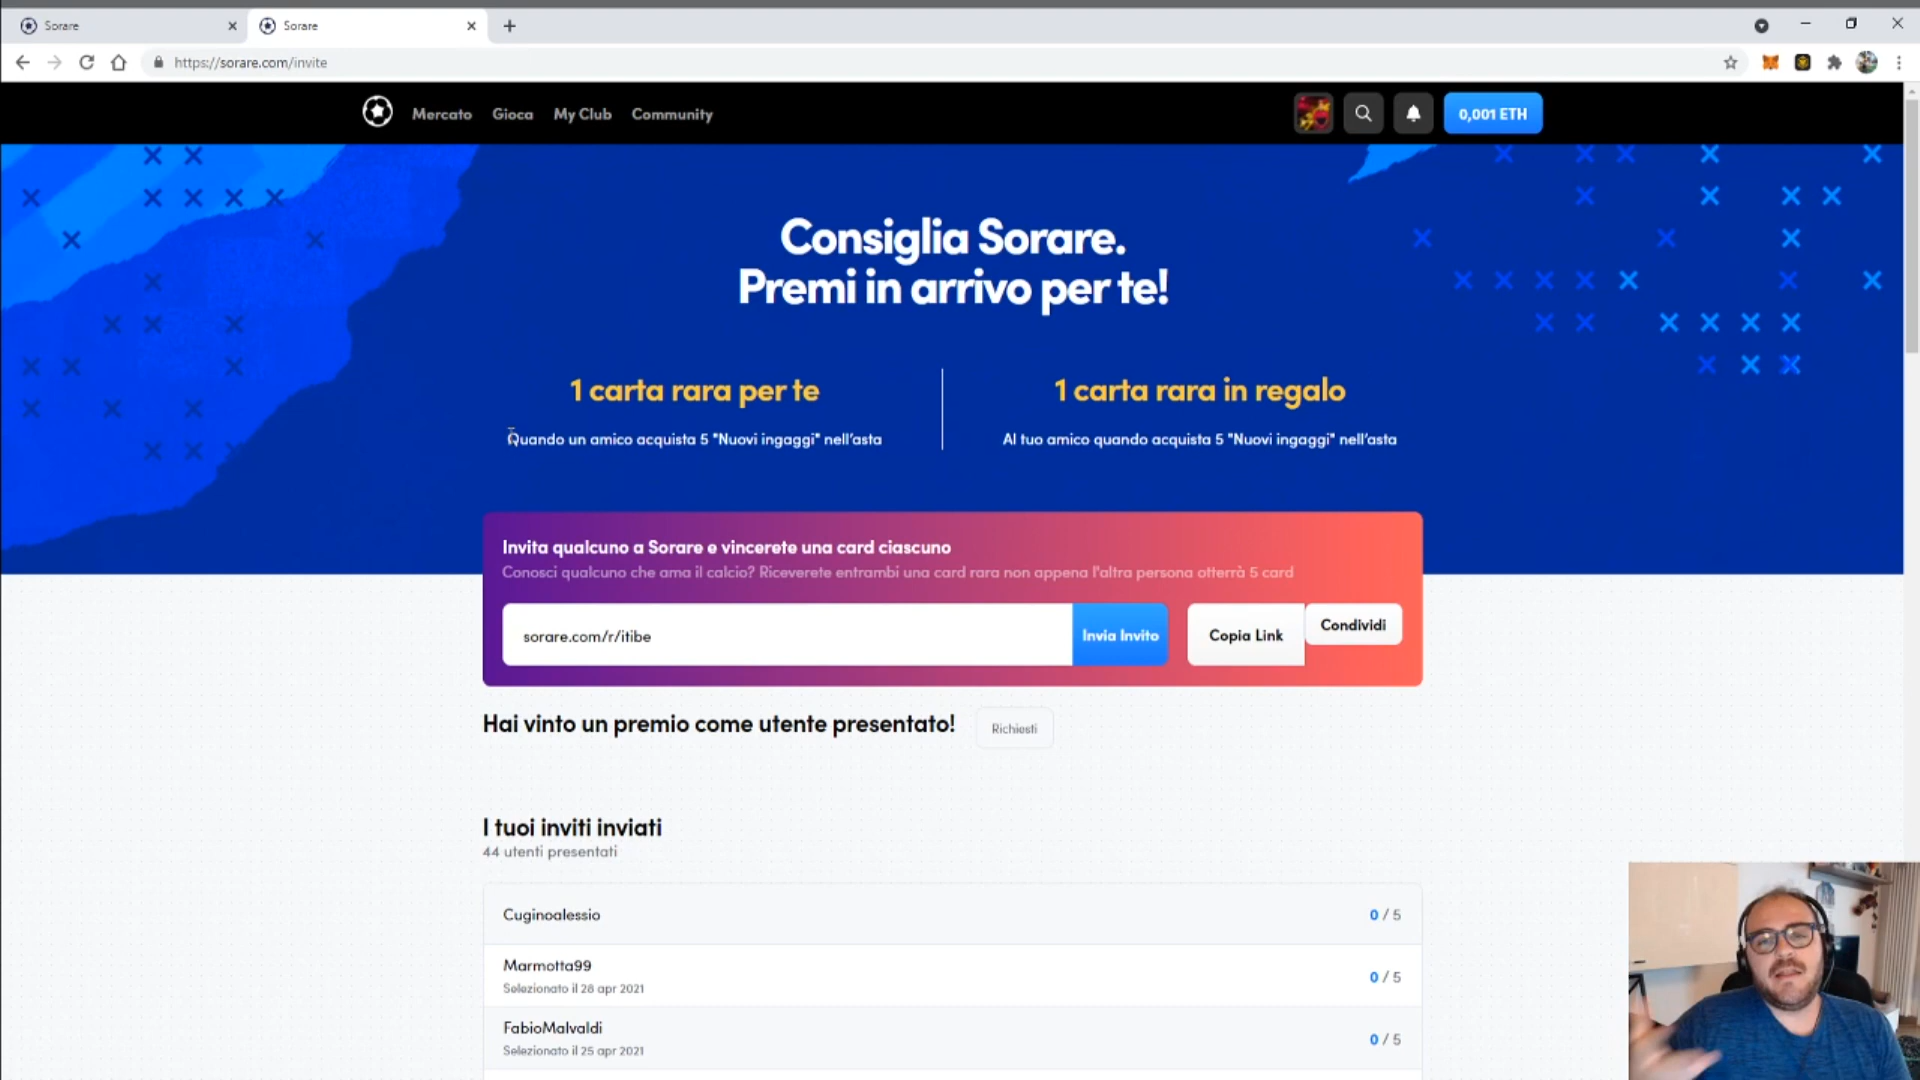 Sorare
Sorare
https://sorare.com/invite
Mercato
Gioca
My Club
Community
0,001 ETH
Consiglia Sorare.
Premi in arrivo per te!
1 carta rara per te
Quando un amico acquista 5 "Nuovi ingaggi" nell'asta
1 carta rara in regalo
Al tuo amico quando acquista 5 "Nuovi ingaggi" nell'asta
Invita qualcuno a Sorare e vincerete una card ciascuno
Conosci qualcuno che ama il calcio? Riceverete entrambi una card rara non appena l'altra persona otterrà 5 card
sorare.com/r/itibe
Invia Invito
Copia Link
Condividi
Hai vinto un premio come utente presentato!
Richiesti
I tuoi inviti inviati
44 utenti presentati
Cuginoalessio
0 / 5
Marmotta99
Selezionato il 28 apr 2021
0 / 5
FabioMalvaldi
Selezionato il 25 apr 2021
0 / 5